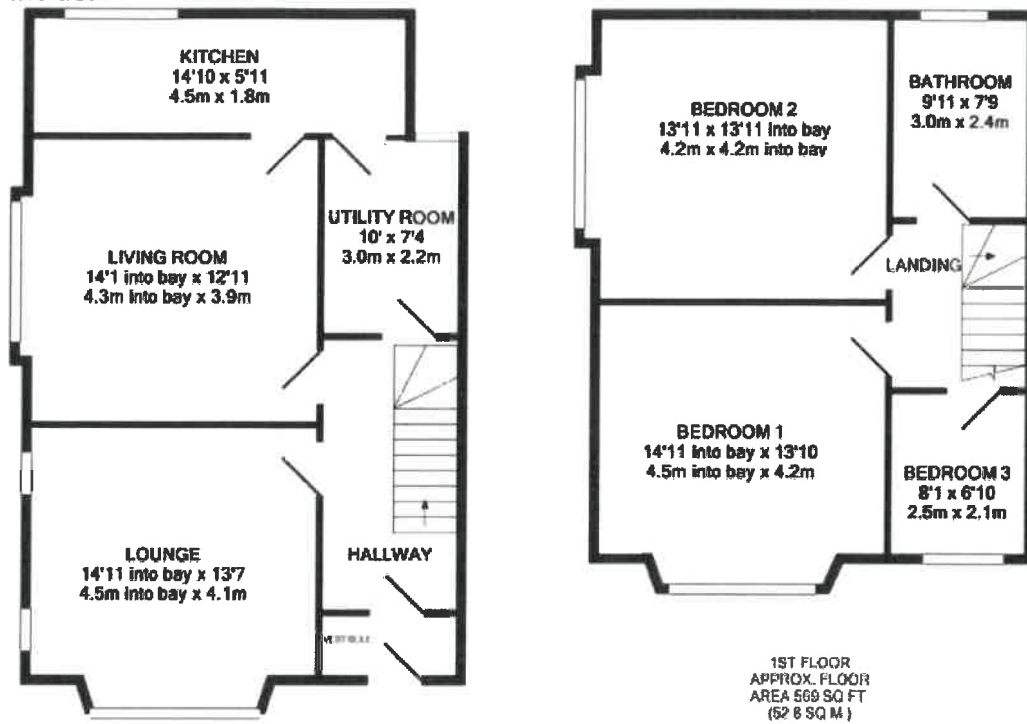 KITCHEN
14'10 x 5'11
4.5m x 1.8m
UTILITY ROOM
10' x 7'4
3.0m x 2.2m
LIVING ROOM
14'1 into bay x 12'11
4.3m into bay x 3.9m
LOUNGE
14'11 into bay x 13'7
4.5m into bay x 4.1m
HALLWAY
VESTIBULE
BEDROOM 2
13'11 x 13'11 into bay
4.2m x 4.2m into bay
BATHROOM
9'11 x 7'9
3.0m x 2.4m
LANDING
BEDROOM 1
14'11 into bay x 13'10
4.5m into bay x 4.2m
BEDROOM 3
8'1 x 6'10
2.5m x 2.1m
1ST FLOOR
APPROX. FLOOR
AREA 569 SQ FT
(52.8 SQ M )